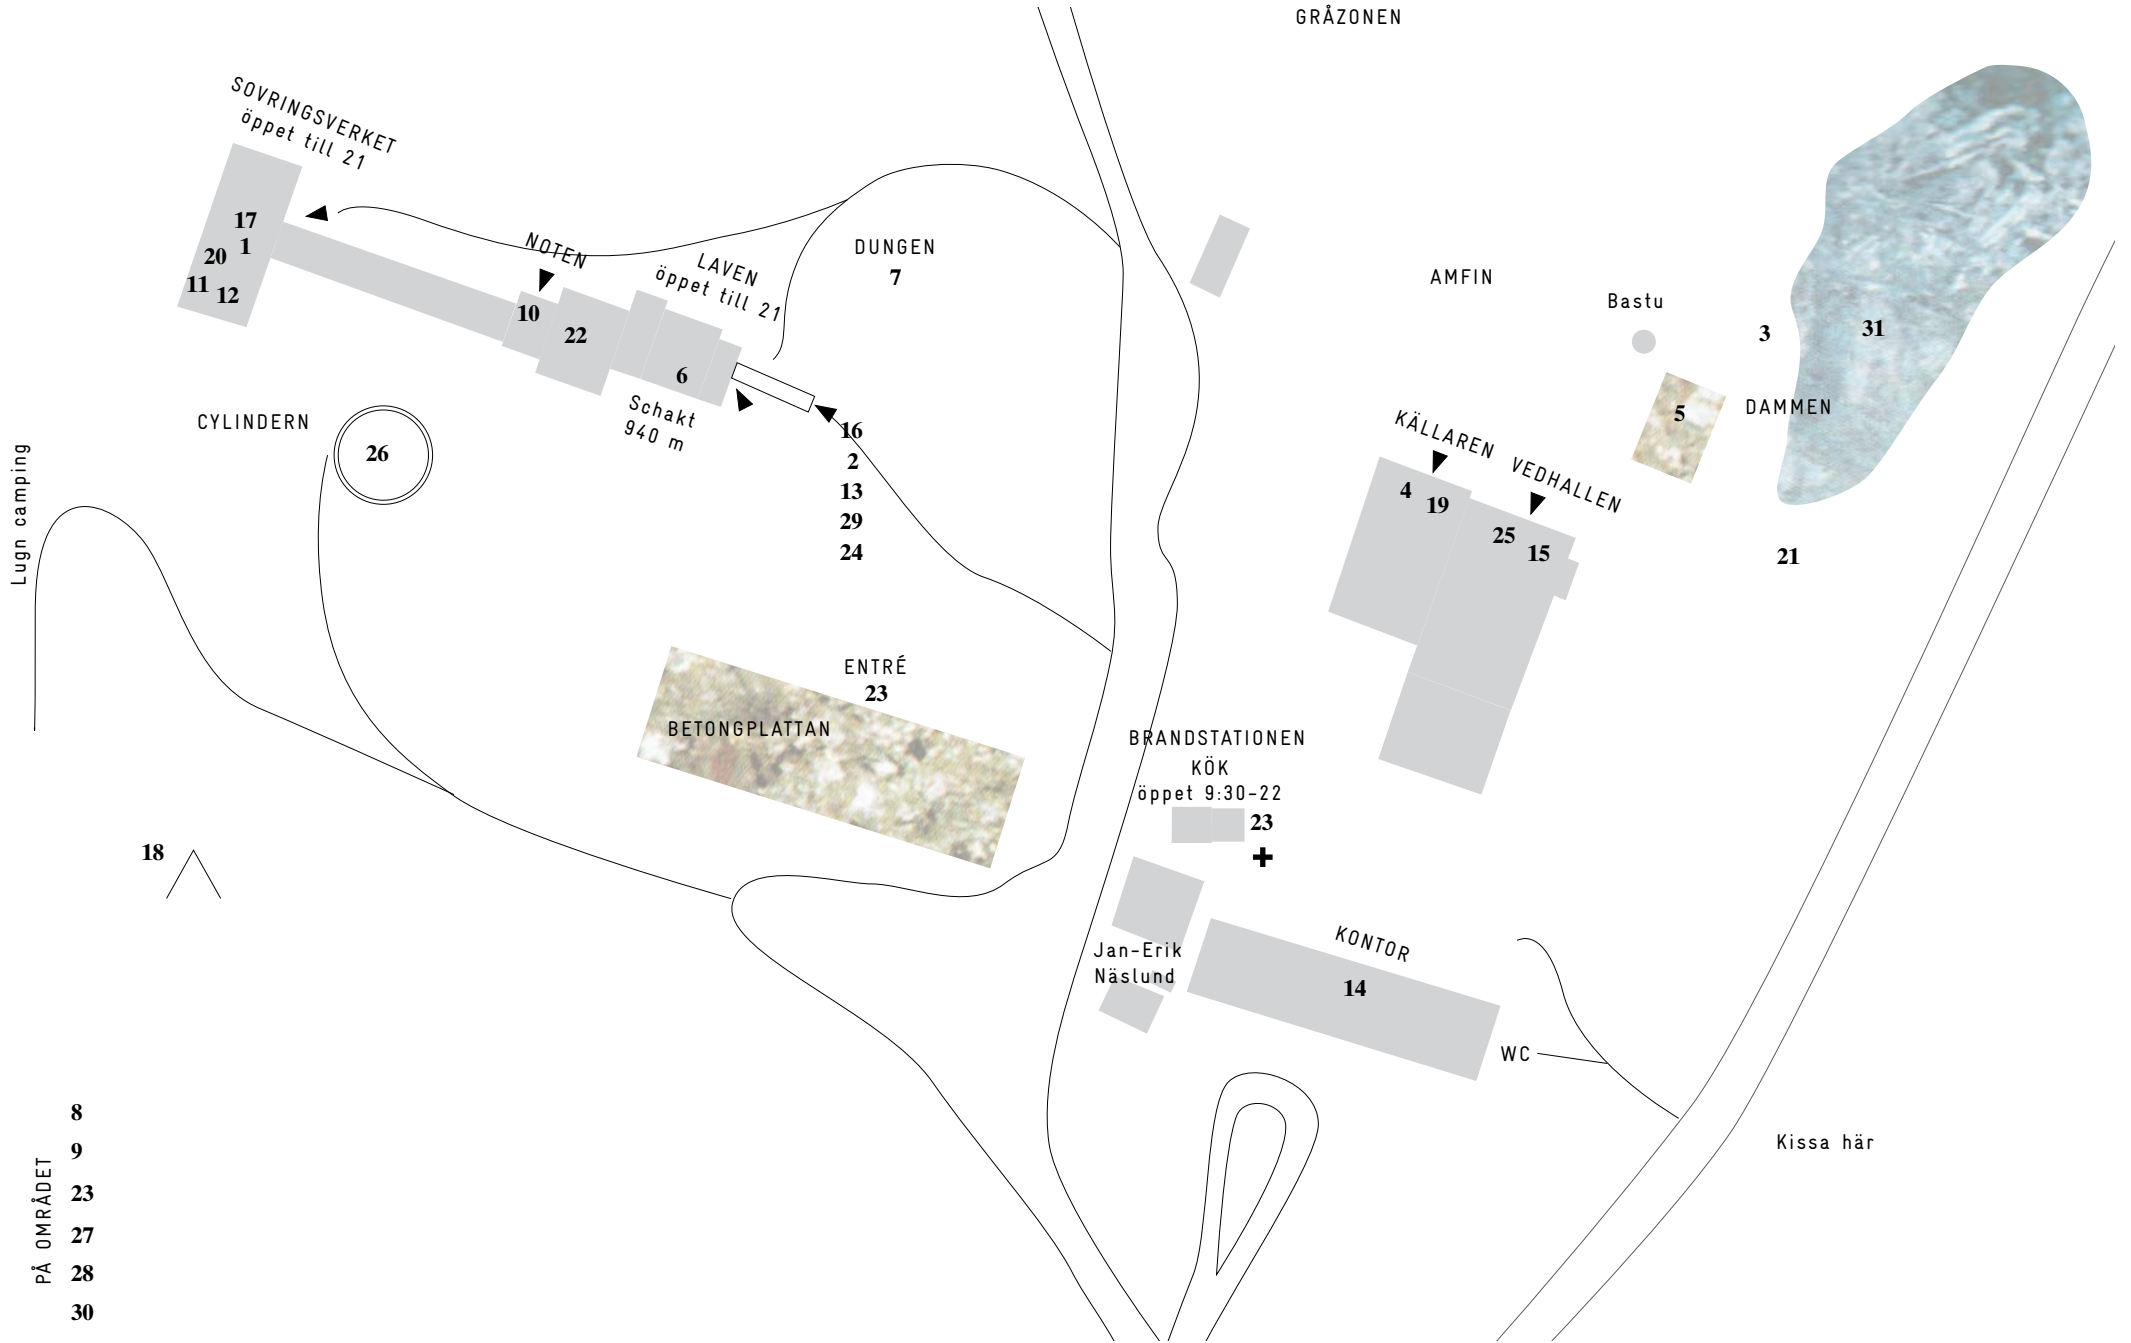 GRÅZONEN
SOVRINGSVERKET
öppet till 21
17
1
20
11
12
NOTEN
10
22
LAVEN
öppet till 21
6
Schakt
940 m
DUNGEN
7
AMFIN
Bastu
3
31
5
DAMMEN
CYLINDERN
26
16
2
13
29
24
KÄLLAREN
4
19
VEDHALLEN
25
15
21
Lugn camping
ENTRÉ
23
BETONGPLATTAN
BRANDSTATIONEN
KÖK
öppet 9:30-22
23
18
Jan-Erik
Näslund
KONTOR
14
WC
Kissa här
PÅ OMRÅDET
8
9
23
27
28
30